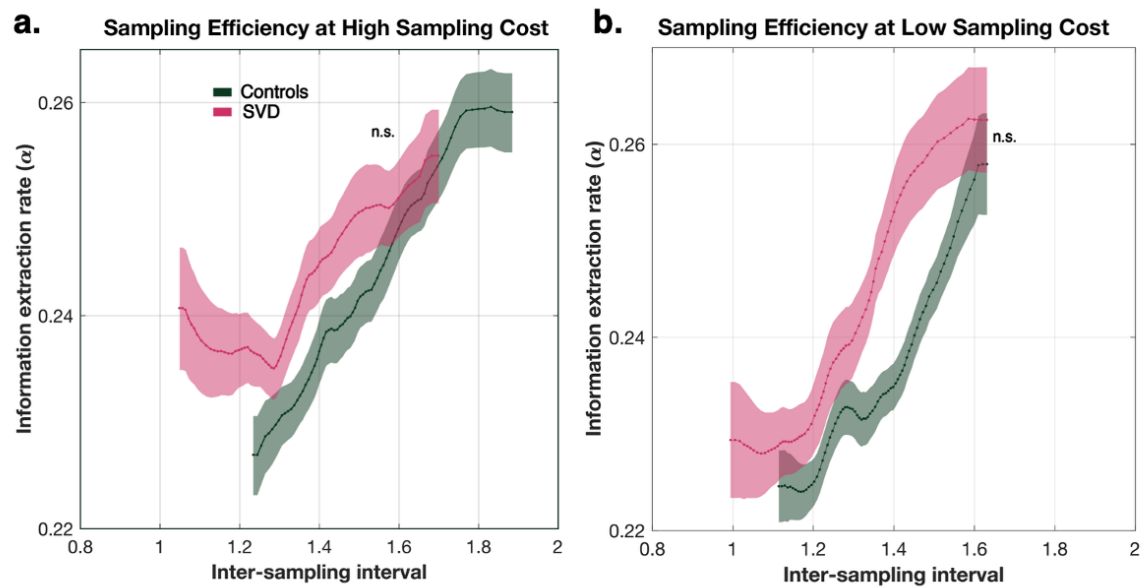 a.
Sampling Efficiency at High Sampling Cost
Information extraction rate (α)
0.26
0.24
0.22
Controls
SVD
n.s.
0.8 1 1.2 1.4 1.6 1.8 2
Inter-sampling interval
b.
Sampling Efficiency at Low Sampling Cost
Information extraction rate (α)
0.26
0.24
0.22
n.s.
0.8 1 1.2 1.4 1.6 1.8 2
Inter-sampling interval